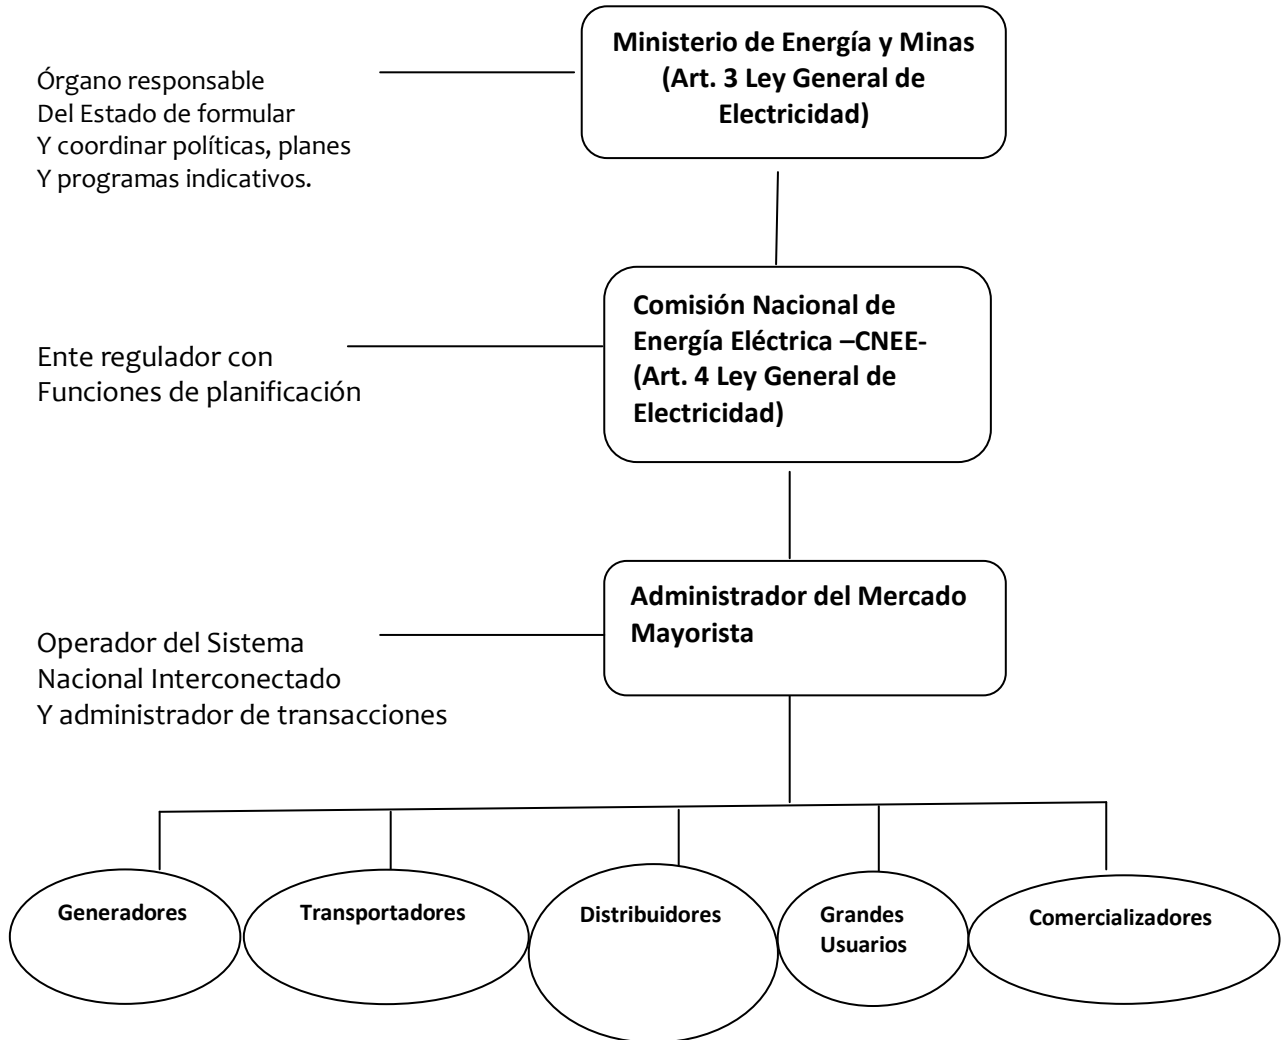 Ministerio de Energía y Minas
(Art. 3 Ley General de
Electricidad)
Órgano responsable
Del Estado de formular
Y coordinar políticas, planes
Y programas indicativos.
Comisión Nacional de
Energía Eléctrica –CNEE-
(Art. 4 Ley General de
Electricidad)
Ente regulador con
Funciones de planificación
Administrador del Mercado
Mayorista
Operador del Sistema
Nacional Interconectado
Y administrador de transacciones
Generadores
Transportadores
Distribuidores
Grandes
Usuarios
Comercializadores